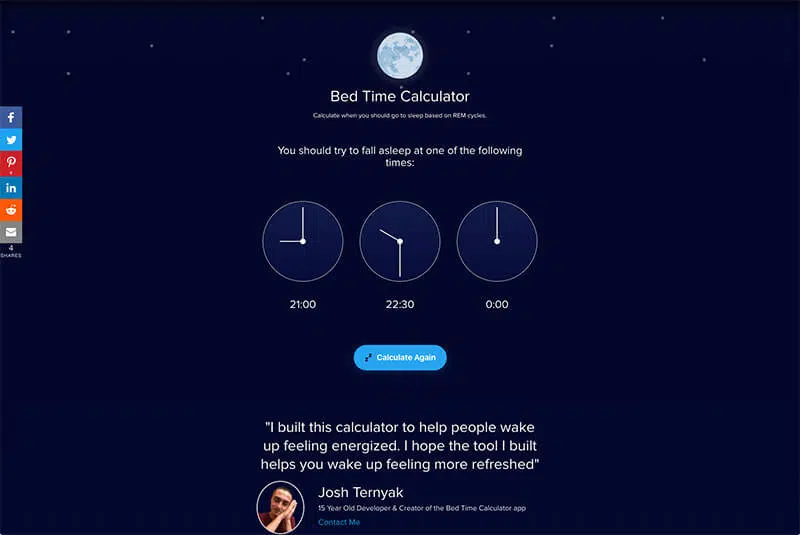 Bed Time Calculator
Calculate when you should go to sleep based on REM cycles.
You should try to fall asleep at one of the following
times:
21:00
22:30
0:00
4
SHARES
Calculate Again
"I built this calculator to help people wake
up feeling energized. I hope the tool I built
helps you wake up feeling more refreshed"
Josh Ternyak
15 Year Old Developer & Creator of the Bed Time Calculator app
Contact Me